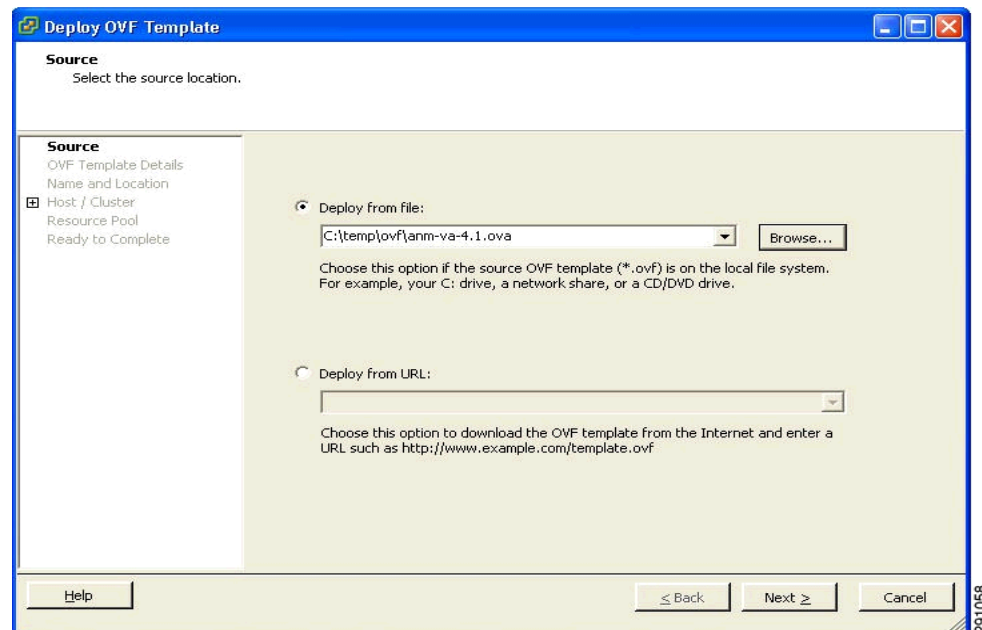 Deploy OVF Template
Source
Select the source location.
Source
OVF Template Details
Name and Location
Host / Cluster
Resource Pool
Ready to Complete
Deploy from file:
C:\temp\ovf\anm-va-4.1.ova
Browse...
Choose this option if the source OVF template (*.ovf) is on the local file system.
For example, your C: drive, a network share, or a CD/DVD drive.
Deploy from URL:
Choose this option to download the OVF template from the Internet and enter a
URL such as http://www.example.com/template.ovf
Help
≤ Back
Next ≥
Cancel
291058